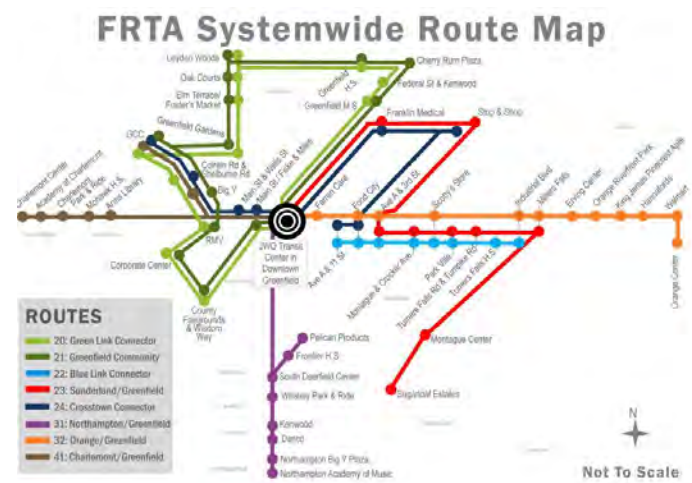 FRTA Systemwide Route Map
Leyden Woods
Oak Courts
Elm Terrace/
Foster's Market
Greenfield Gardens
GCC
Greenfield
H.S.
Cherry Rum Plaza
Federal St & Kenwood
Greenfield M.S.
Franklin Medical
Stop & Shop
Colrain Rd &
Shelburne Rd
Big Y
Main St & Wells St
Main St / Fiske & Miles
Charlemont Center
Academy at Charlemont
Charlemont
Park & Ride
Mohawk H.S.
Arms Library
RMV
Corporate Center
County
Fairgrounds
& Wisdom
Way
JWO Transit
Center in
Downtown
Greenfield
Farren Care
Food City
Ave A & 3rd St
Scotty's Store
Industrial Blvd
Millers Falls
Erving Center
Orange Riverfront Park
King James Pinecrest Apts
Hannafords
Walmart
Orange Center
Ave A & 11 St
Montague & Crocker Ave
Park Villa
Turners Falls Rd & Turnpike Rd
Turners Falls H.S.
Montague Center
Sugarloaf Estates
Pelican Products
Frontier H.S.
South Deerfield Center
Whately Park & Ride
Kenwood
Northampton Big Y Plaza
Northampton Academy of Music
ROUTES
20: Green Link Connector
21: Greenfield Community
22: Blue Link Connector
23: Sunderland/Greenfield
24: Crosstown Connector
31: Northampton/Greenfield
32: Orange/Greenfield
41: Charlemont/Greenfield
N
Not To Scale